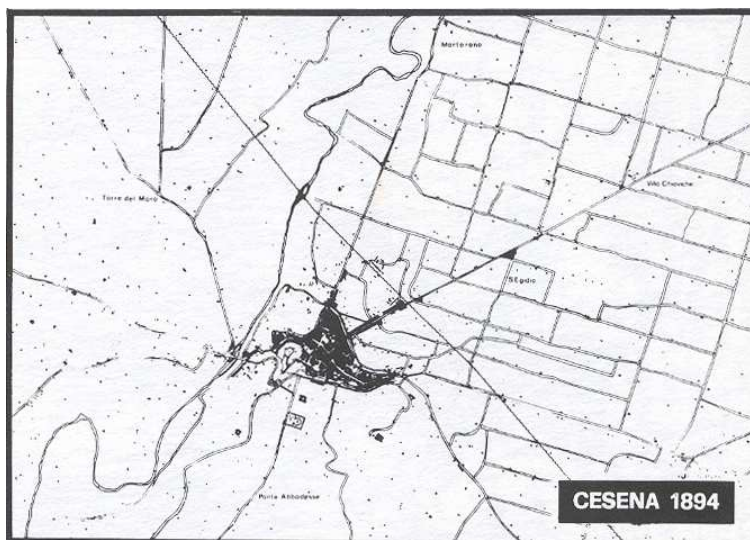 Martorano
Torre del Moro
Villa Chiaviche
S.Egidio
Ponte Abbadesse
CESENA 1894